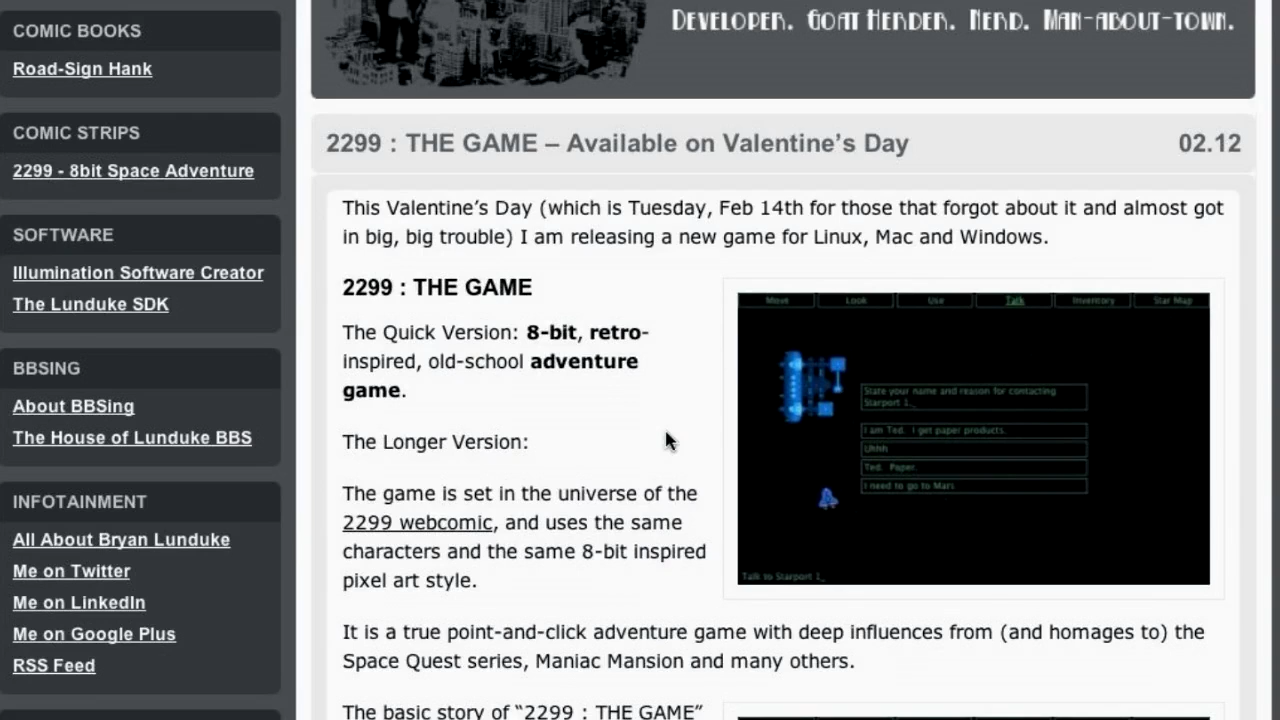 COMIC BOOKS
Road-Sign Hank
COMIC STRIPS
2299 - 8bit Space Adventure
SOFTWARE
Illumination Software Creator
The Lunduke SDK
BBSING
About BBSing
The House of Lunduke BBS
INFOTAINMENT
All About Bryan Lunduke
Me on Twitter
Me on LinkedIn
Me on Google Plus
RSS Feed
DEVELOPER. GOAT HERDER. NERD. MAN-ABOUT-TOWN.
2299 : THE GAME – Available on Valentine’s Day
02.12
This Valentine’s Day (which is Tuesday, Feb 14th for those that forgot about it and almost got
in big, big trouble) I am releasing a new game for Linux, Mac and Windows.
2299 : THE GAME
The Quick Version: 8-bit, retro-
inspired, old-school adventure
game.
The Longer Version:
The game is set in the universe of the
2299 webcomic, and uses the same
characters and the same 8-bit inspired
pixel art style.
Move Look Use Talk Inventory Star Map
State your name and reason for contacting
Starport 1._
I am Ted. I get paper products.
Uhhh
Ted. Paper.
I need to go to Mars
Talk to Starport 1_
It is a true point-and-click adventure game with deep influences from (and homages to) the
Space Quest series, Maniac Mansion and many others.
The basic story of “2299 : THE GAME”